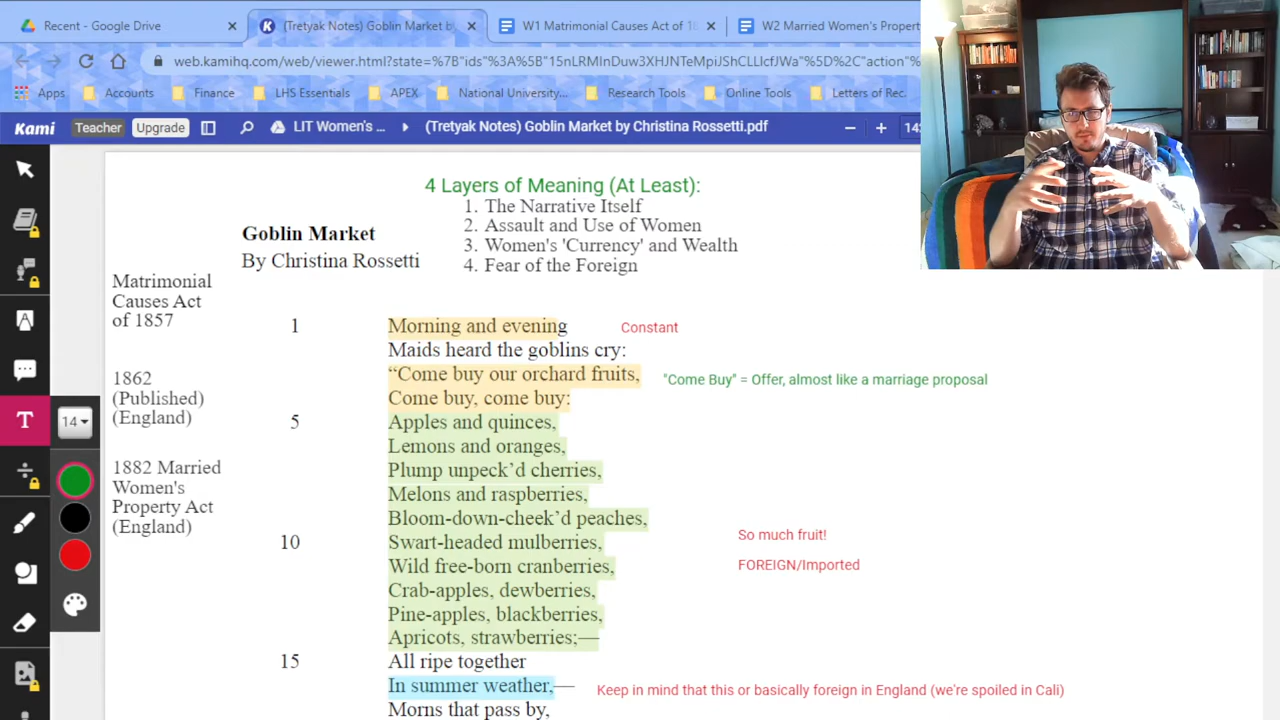 Recent - Google Drive
(Tretyak Notes) Goblin Market by
W1 Matrimonial Causes Act of 18
W2 Married Women's Property
web.kamihq.com/web/viewer.html?state=%7B"ids"%3A%5B"15nLRMInDuw3XHJNTeMpiJShCLLIcfJWa"%5D%2C"action"%
Apps
Accounts
Finance
LHS Essentials
APEX
National University...
Research Tools
Online Tools
Letters of Rec.
Kami
Teacher
Upgrade
LIT Women's ...
(Tretyak Notes) Goblin Market by Christina Rossetti.pdf
4 Layers of Meaning (At Least):
1. The Narrative Itself
2. Assault and Use of Women
3. Women's 'Currency' and Wealth
4. Fear of the Foreign
Goblin Market
By Christina Rossetti
Matrimonial
Causes Act
of 1857
1862
(Published)
(England)
1882 Married
Women's
Property Act
(England)
T
14
1 Morning and evening Constant
Maids heard the goblins cry:
“Come buy our orchard fruits, "Come Buy" = Offer, almost like a marriage proposal
Come buy, come buy:
5 Apples and quinces,
Lemons and oranges,
Plump unpeck’d cherries,
Melons and raspberries,
Bloom-down-cheek’d peaches,
10 Swart-headed mulberries, So much fruit!
Wild free-born cranberries, FOREIGN/Imported
Crab-apples, dewberries,
Pine-apples, blackberries,
Apricots, strawberries;—
15 All ripe together
In summer weather,— Keep in mind that this or basically foreign in England (we're spoiled in Cali)
Morns that pass by,